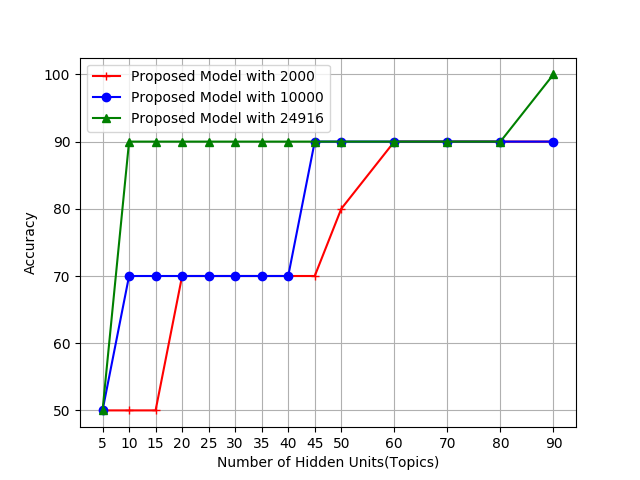 Proposed Model with 2000
Proposed Model with 10000
Proposed Model with 24916
100
90
80
70
60
50
Accuracy
5 10 15 20 25 30 35 40 45 50 60 70 80 90
Number of Hidden Units(Topics)